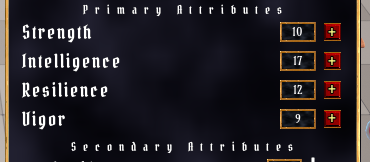 Primary Attributes
Strength 10 +
Intelligence 17 +
Resilience 12 +
Vigor 9 +
Secondary Attributes